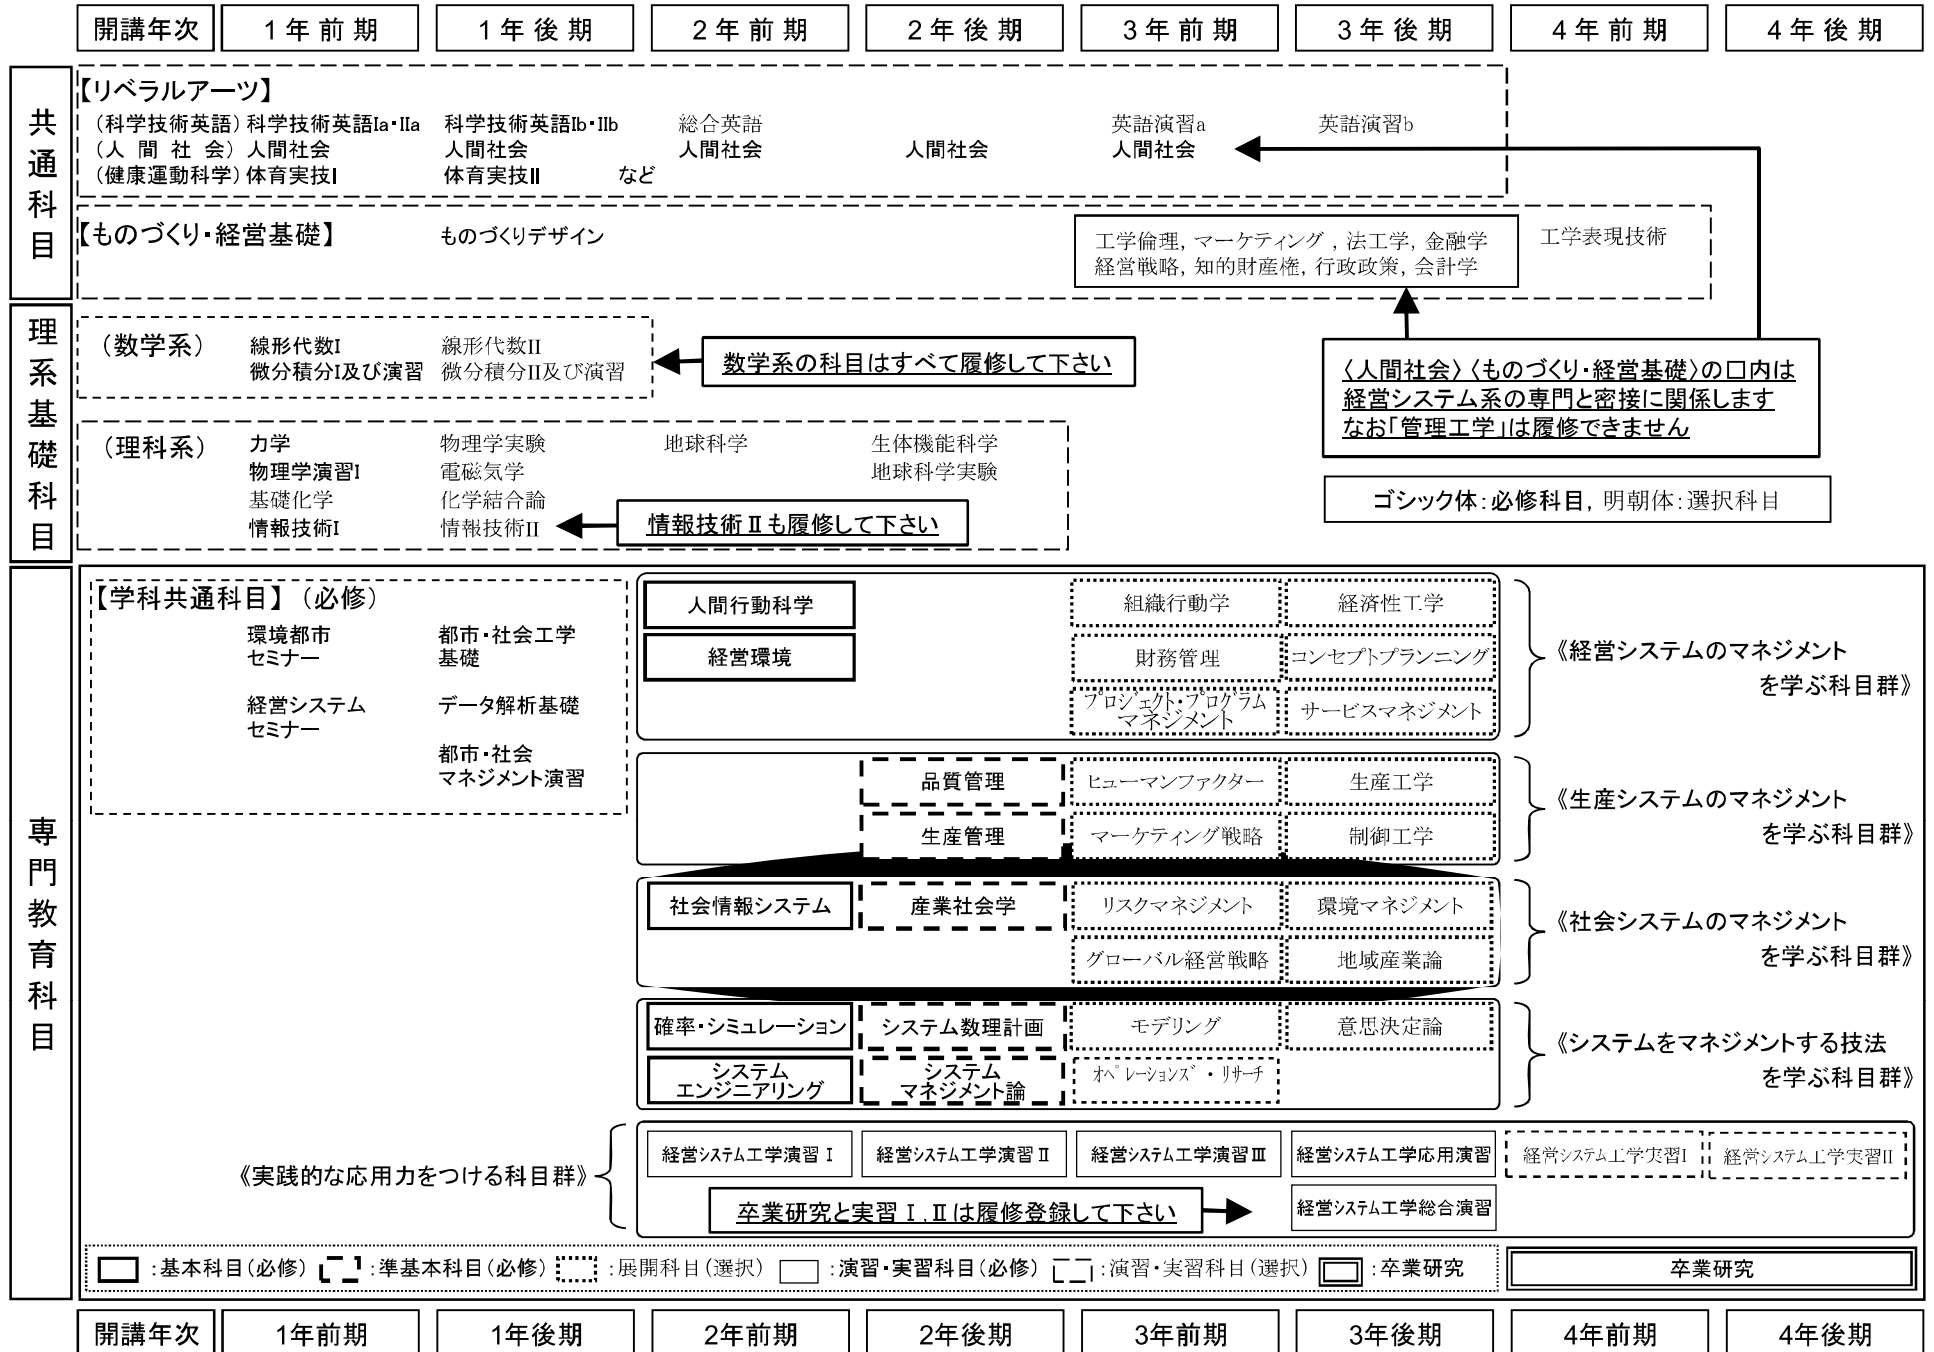 開講年次 1年前期 1年後期 2年前期 2年後期 3年前期 3年後期 4年前期 4年後期
共通科目
【リベラルアーツ】
(科学技術英語) 科学技術英語Ia・IIa 科学技術英語Ib・IIb 総合英語 英語演習a 英語演習b
(人間社会) 人間社会 人間社会 人間社会 人間社会 人間社会
(健康運動科学) 体育実技I 体育実技II など
【ものづくり・経営基礎】 ものづくりデザイン
工学倫理, マーケティング , 法工学, 金融学
経営戦略, 知的財産権, 行政政策, 会計学
工学表現技術
理系基礎科目
(数学系) 線形代数I 線形代数II
微分積分I及び演習 微分積分II及び演習
数学系の科目はすべて履修して下さい
〈人間社会〉〈ものづくり・経営基礎〉の口内は
経営システム系の専門と密接に関係します
なお「管理工学」は履修できません
(理科系) 力学 物理学実験 地球科学 生体機能科学
物理学演習I 電磁気学 地球科学実験
基礎化学 化学結合論
情報技術I 情報技術II
情報技術Ⅱも履修して下さい
ゴシック体:必修科目, 明朝体:選択科目
専門教育科目
【学科共通科目】(必修)
環境都市
セミナー
都市・社会工学
基礎
経営システム
セミナー
データ解析基礎
都市・社会
マネジメント演習
人間行動科学 組織行動学 経済性工学
経営環境 財務管理 コンセプトプランニング
プロジェクト・プログラム
マネジメント
サービスマネジメント
《経営システムのマネジメント
を学ぶ科目群》
品質管理 ヒューマンファクター 生産工学
生産管理 マーケティング戦略 制御工学
《生産システムのマネジメント
を学ぶ科目群》
社会情報システム 産業社会学 リスクマネジメント 環境マネジメント
グローバル経営戦略 地域産業論
《社会システムのマネジメント
を学ぶ科目群》
確率・シミュレーション システム数理計画 モデリング 意思決定論
システム
エンジニアリング
システム
マネジメント論
オペレーションズ・リサーチ
《システムをマネジメントする技法
を学ぶ科目群》
《実践的な応用力をつける科目群》
経営システム工学演習Ⅰ 経営システム工学演習Ⅱ 経営システム工学演習Ⅲ 経営システム工学応用演習 経営システム工学実習I 経営システム工学実習II
卒業研究と実習Ⅰ,Ⅱは履修登録して下さい
経営システム工学総合演習
:基本科目(必修) :準基本科目(必修) :展開科目(選択) :演習・実習科目(必修) :演習・実習科目(選択) :卒業研究
卒業研究
開講年次 1年前期 1年後期 2年前期 2年後期 3年前期 3年後期 4年前期 4年後期